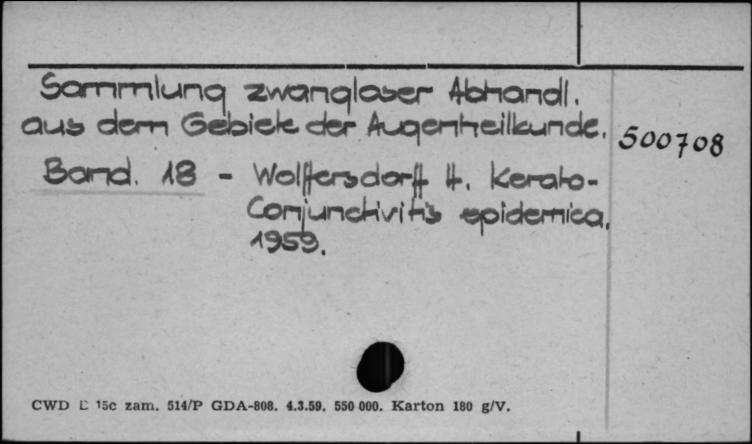 Sammlung zwangloser Abhandl.
aus dem Gebiete der Augenheilkunde.
500708
Band. 18 - Wolffersdorff H. Kerato-
Conjunctivitis epidemica.
1959.
CWD E 15c zam. 514/P GDA-808. 4.3.59. 550 000. Karton 180 g/V.